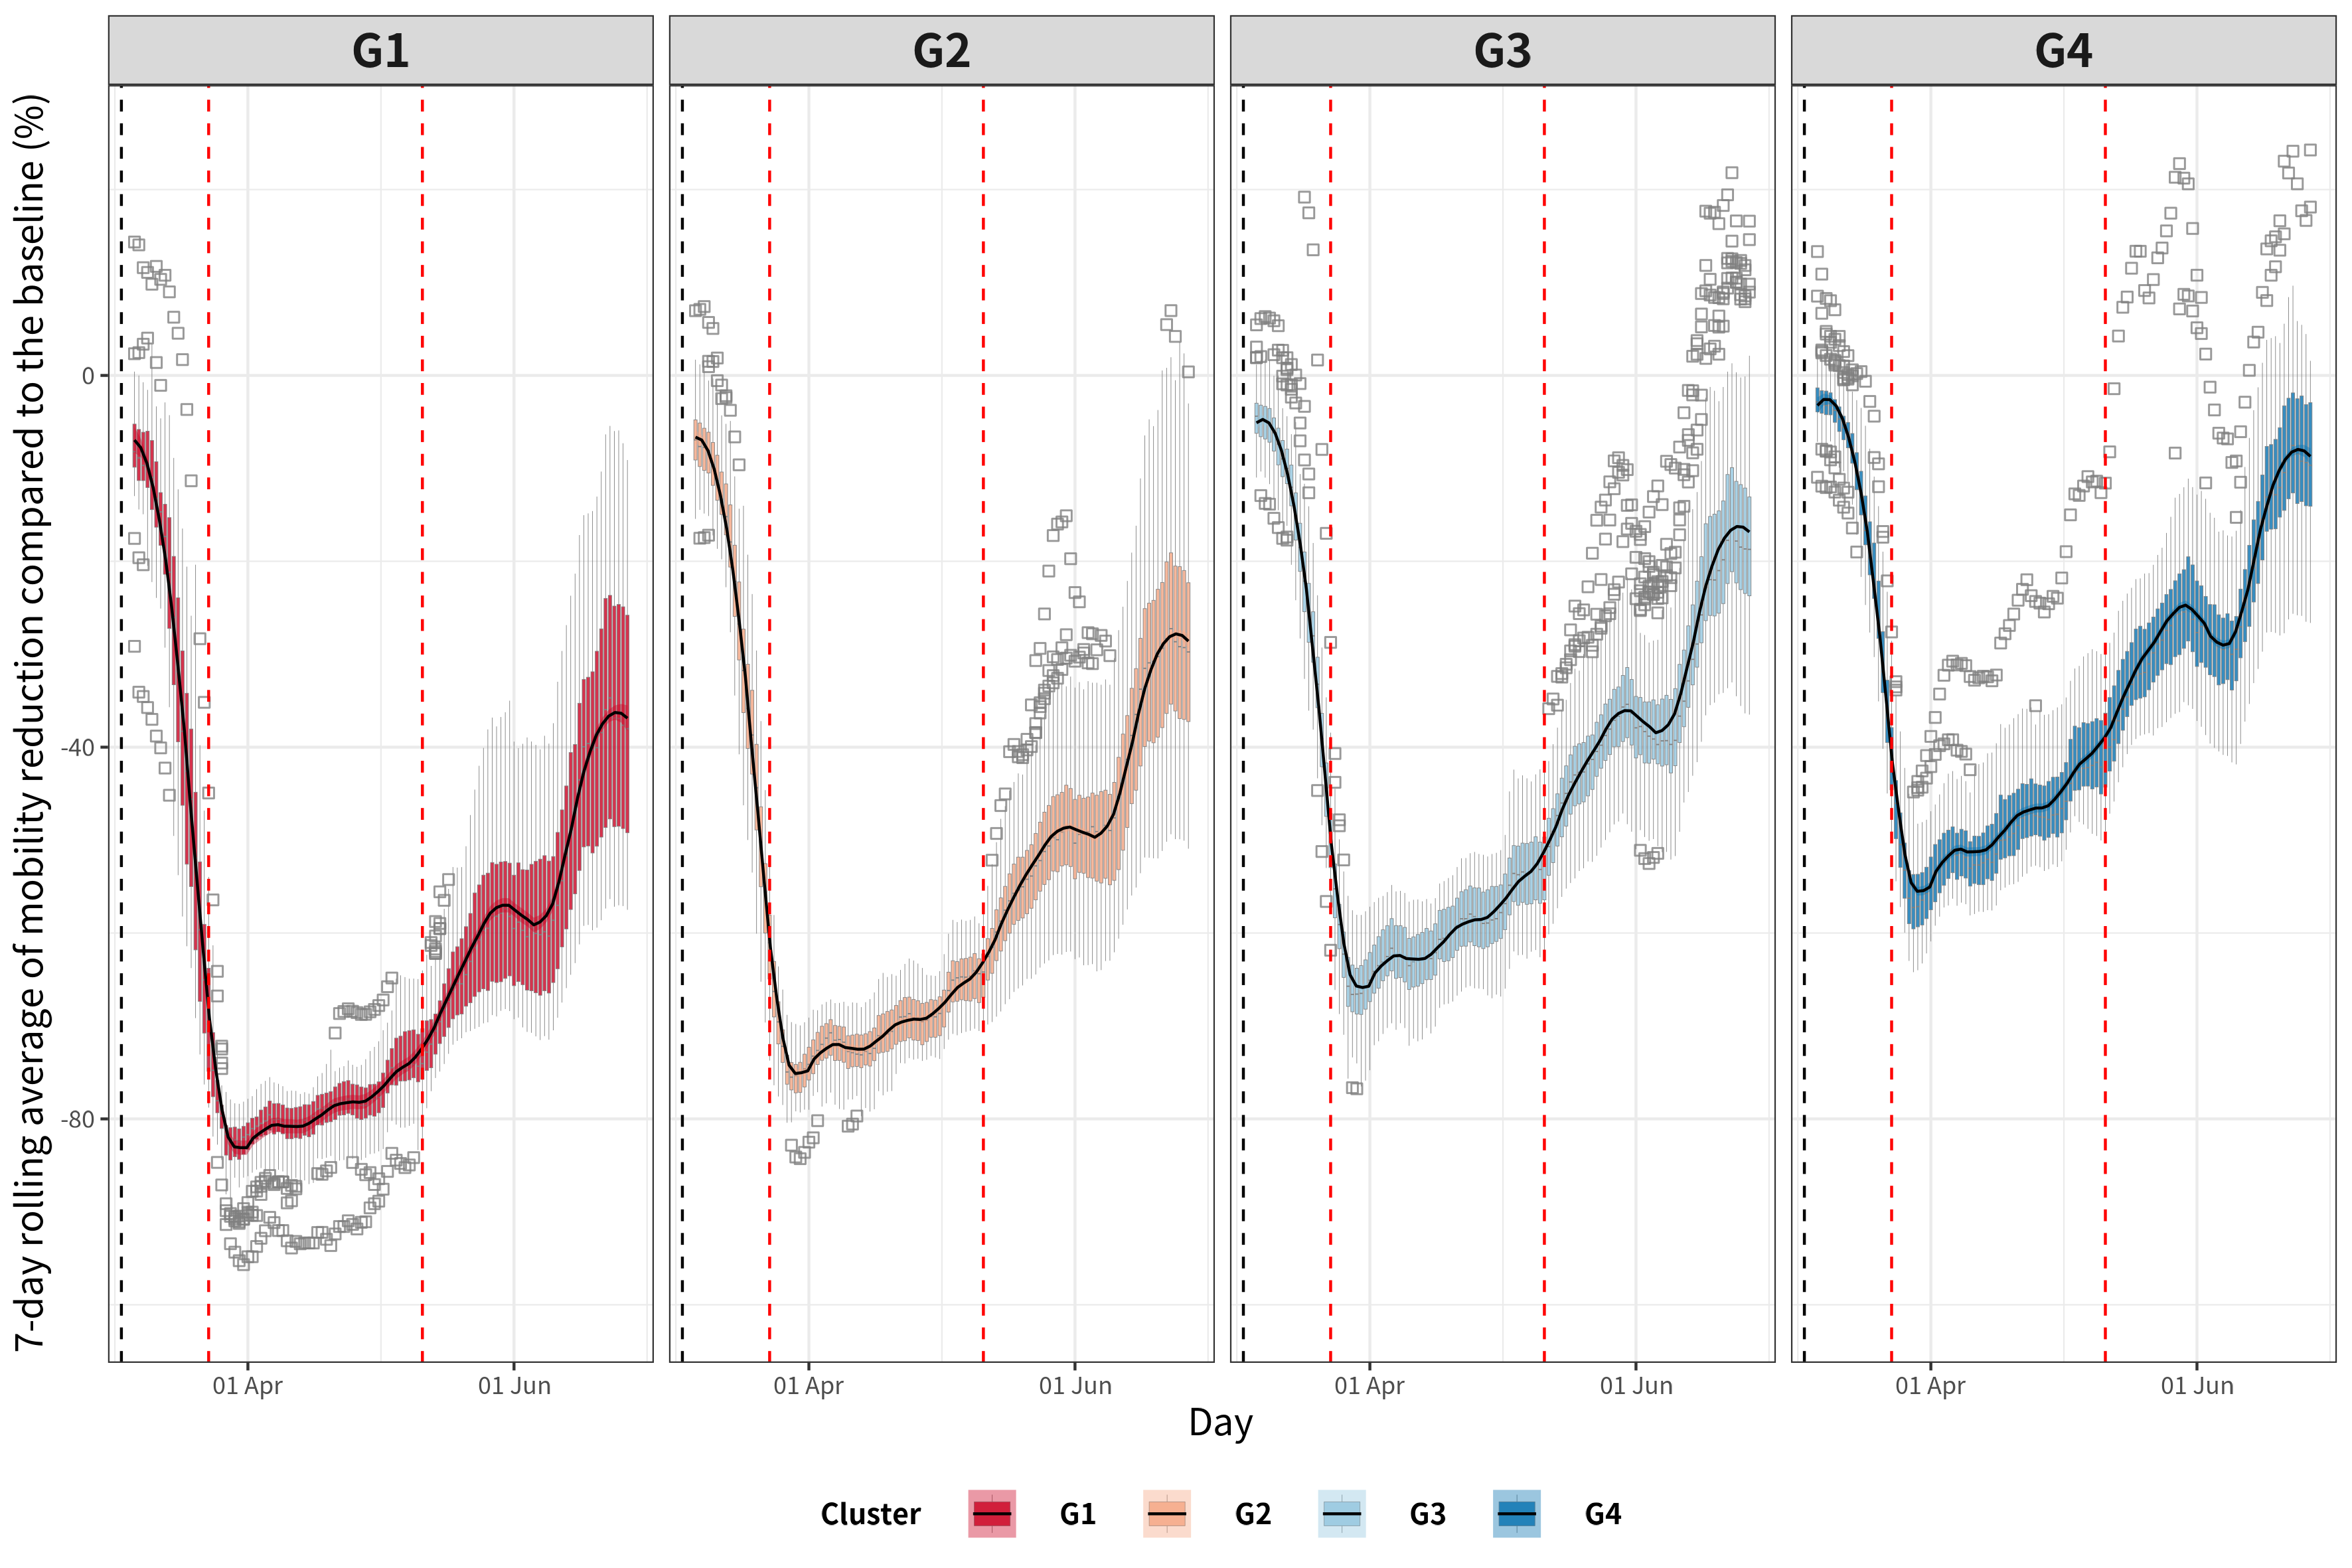 G1 G2 G3 G4
7-day rolling average of mobility reduction compared to the baseline (%)
0
-40
-80
01 Apr 01 Jun 01 Apr 01 Jun 01 Apr 01 Jun 01 Apr 01 Jun
Day
Cluster G1 G2 G3 G4